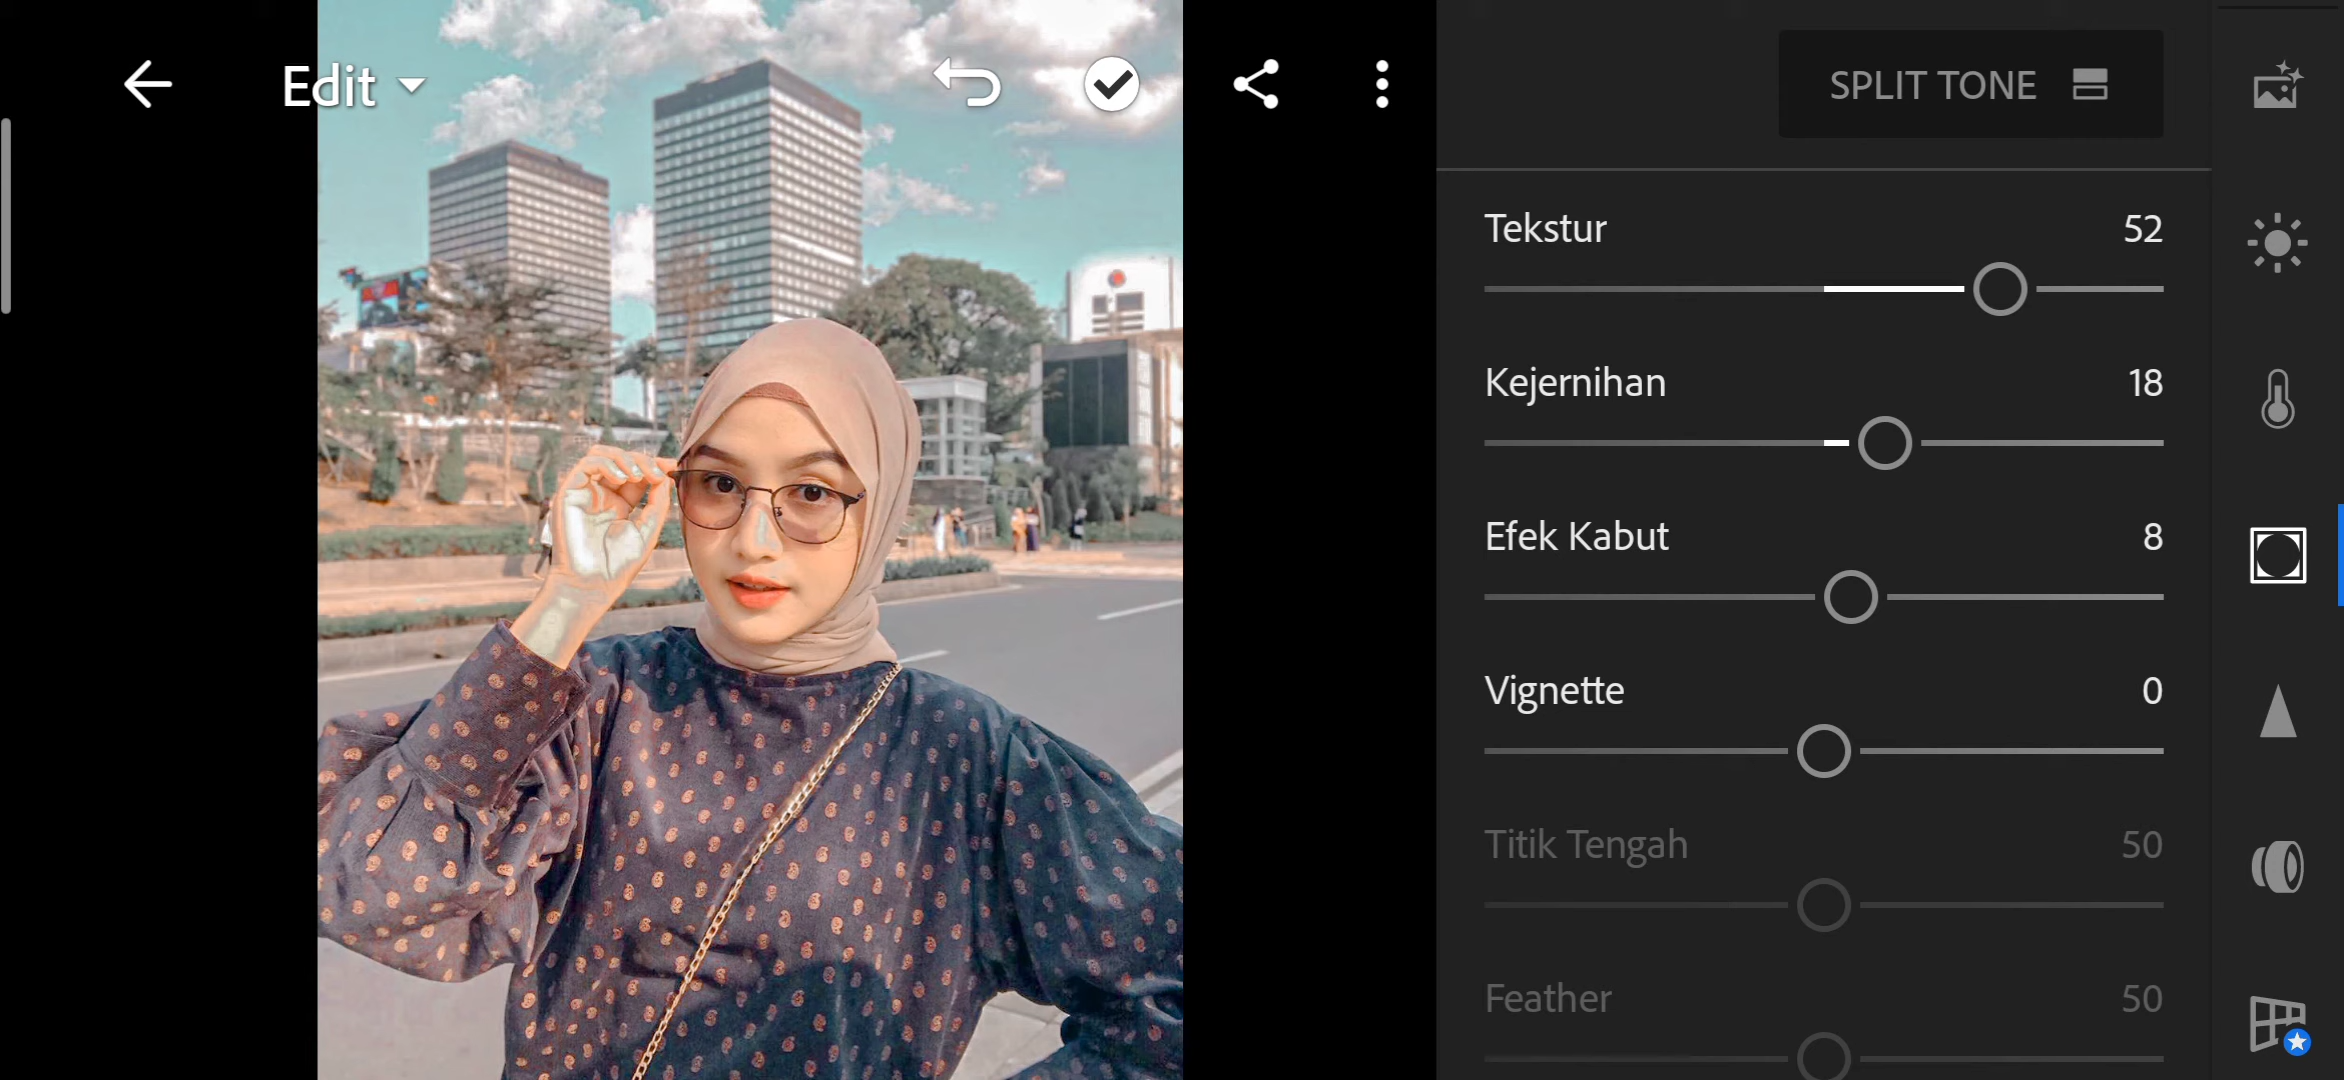 Edit
SPLIT TONE
Tekstur 52
Kejernihan 18
Efek Kabut 8
Vignette 0
Titik Tengah 50
Feather 50